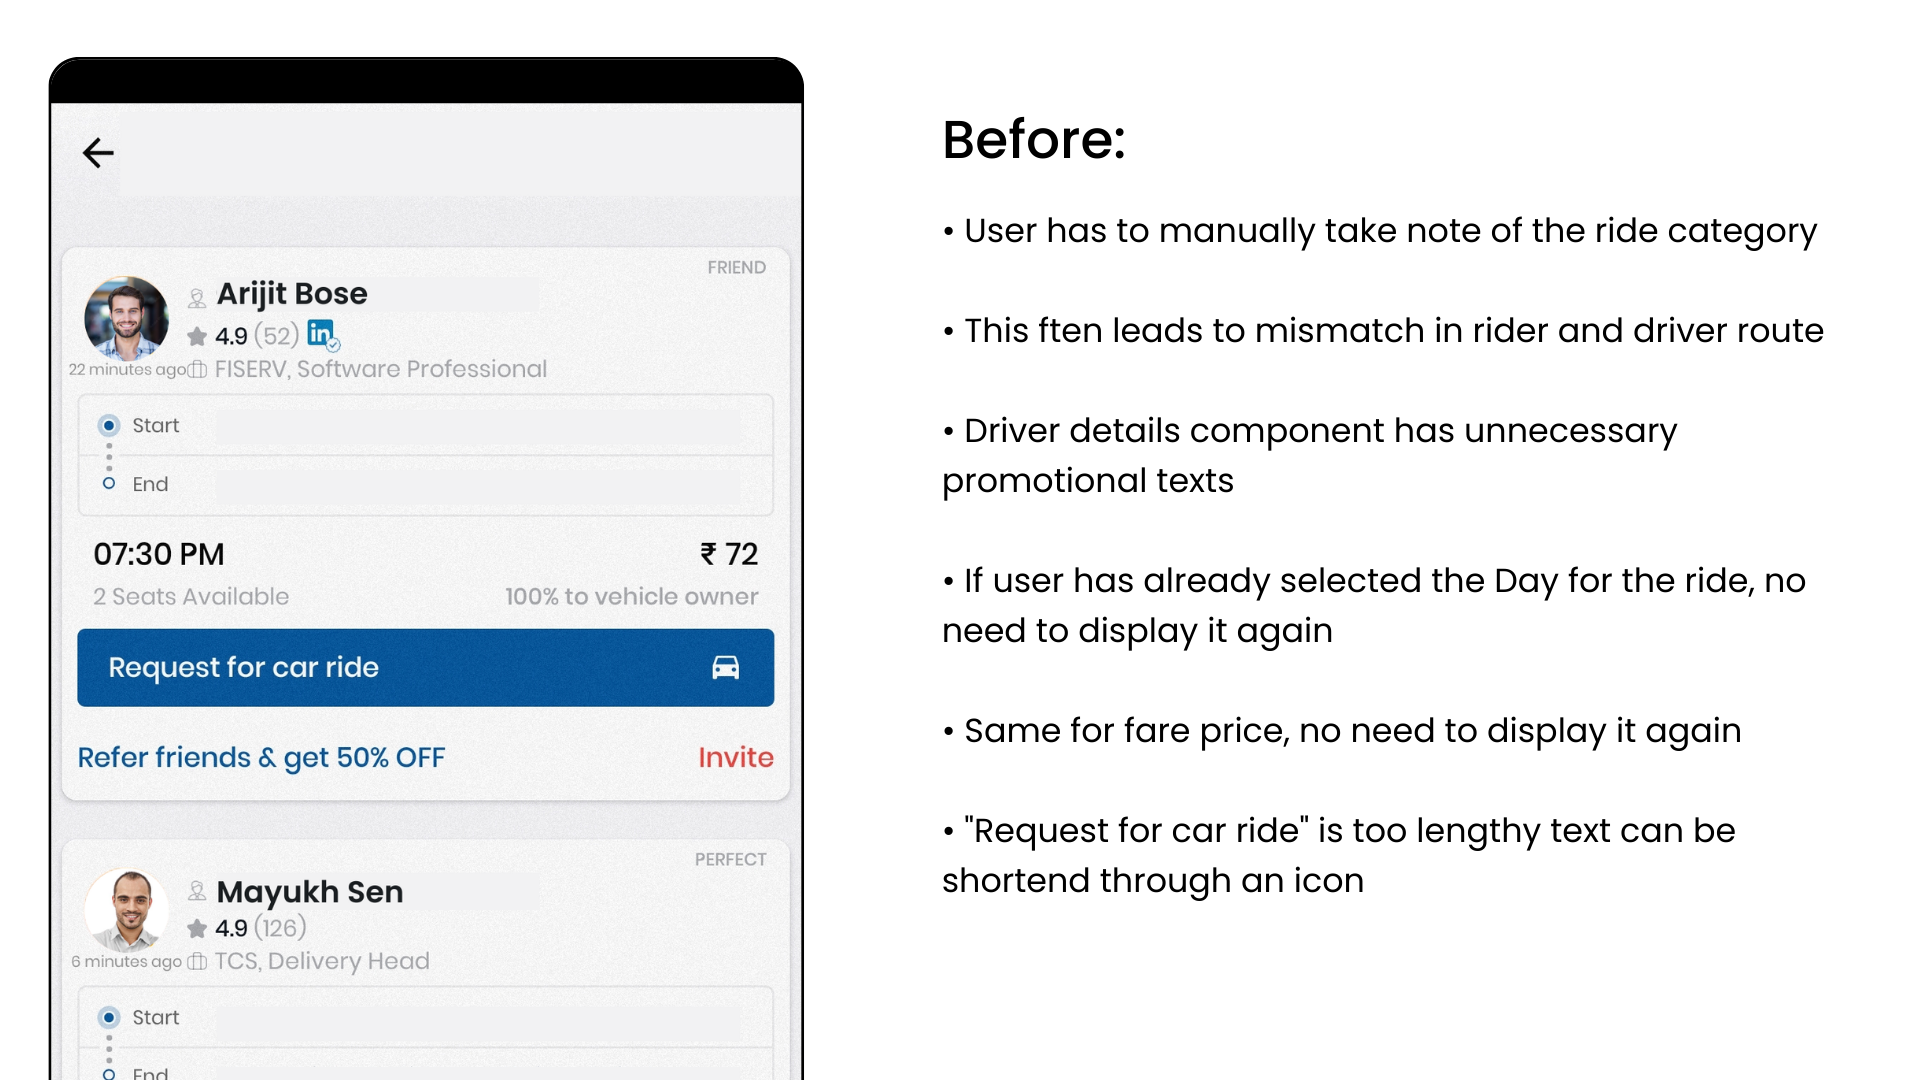 FRIEND
Arijit Bose
4.9 (52) in
22 minutes ago FISERV, Software Professional
Start
End
07:30 PM ₹ 72
2 Seats Available 100% to vehicle owner
Request for car ride
Refer friends & get 50% OFF Invite
PERFECT
Mayukh Sen
4.9 (126)
6 minutes ago TCS, Delivery Head
Start
End
Before:
• User has to manually take note of the ride category
• This ften leads to mismatch in rider and driver route
• Driver details component has unnecessary
promotional texts
• If user has already selected the Day for the ride, no
need to display it again
• Same for fare price, no need to display it again
• "Request for car ride" is too lengthy text can be
shortend through an icon